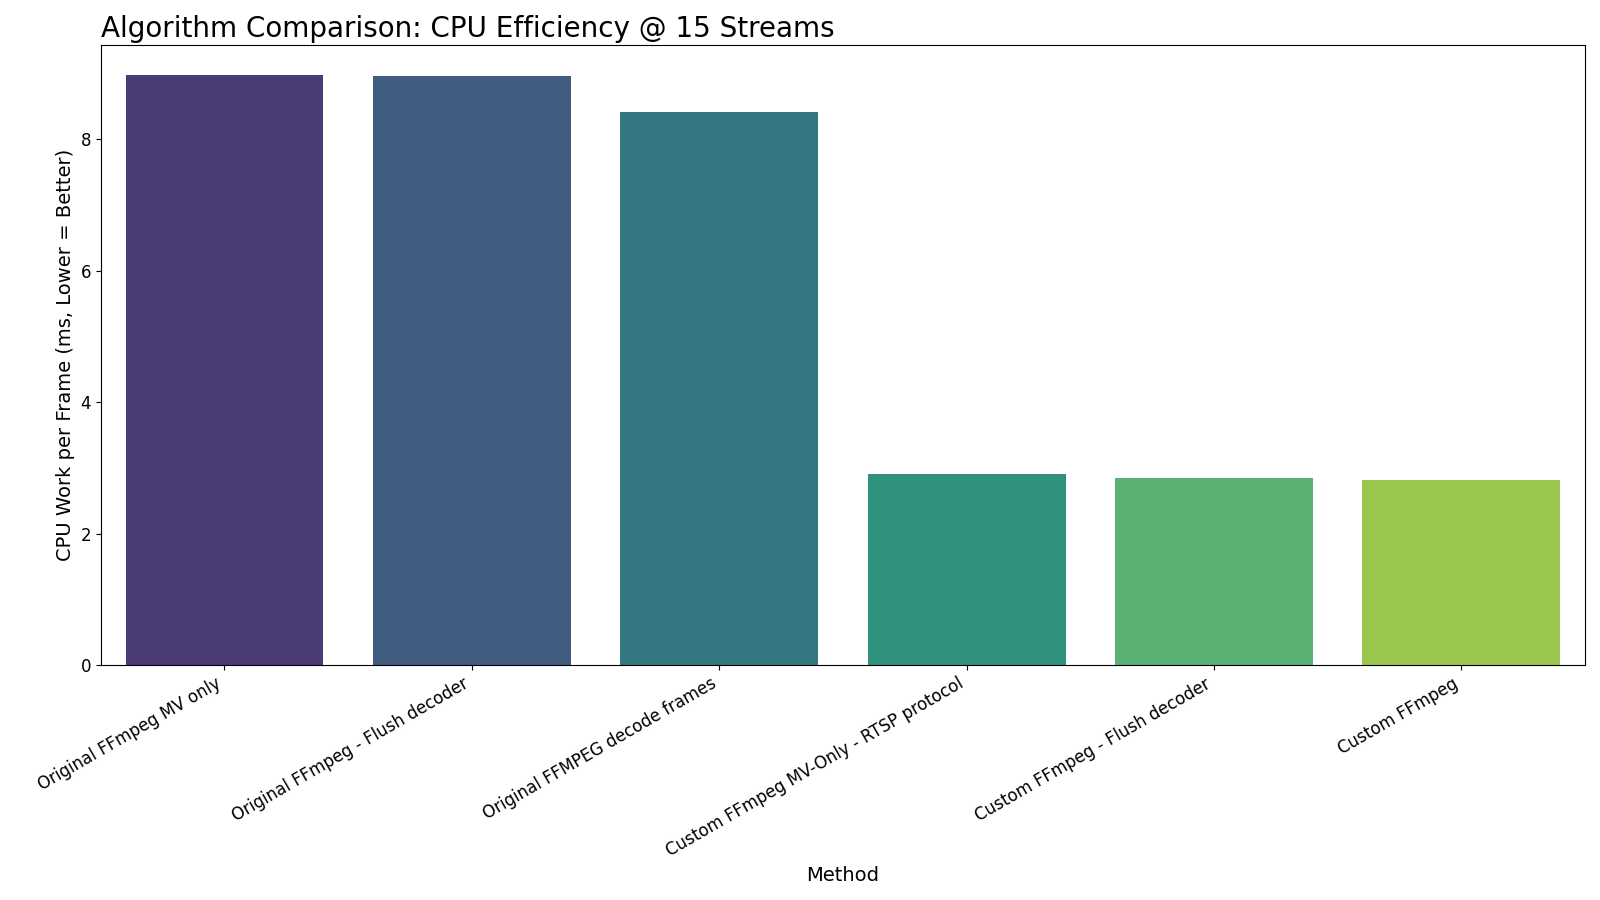 Algorithm Comparison: CPU Efficiency @ 15 Streams
CPU Work per Frame (ms, Lower = Better)
8
6
4
2
0
Original FFmpeg MV only
Original FFmpeg - Flush decoder
Original FFMPEG decode frames
Custom FFmpeg MV-Only - RTSP protocol
Custom FFmpeg - Flush decoder
Custom FFmpeg
Method